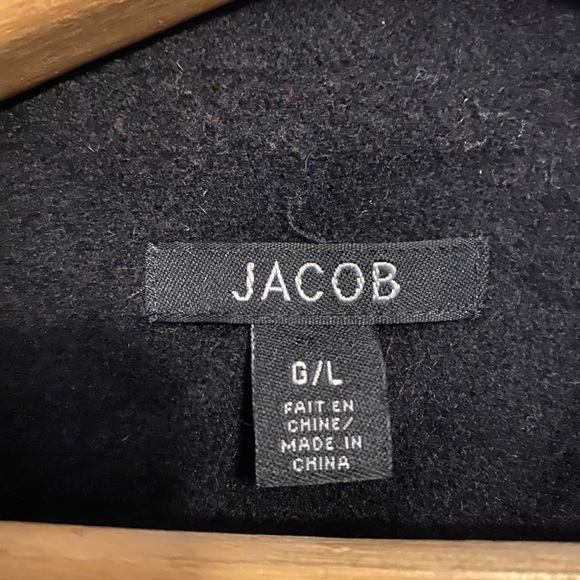 JACOB
G/L
FAIT EN
CHINE/
MADE IN
CHINA